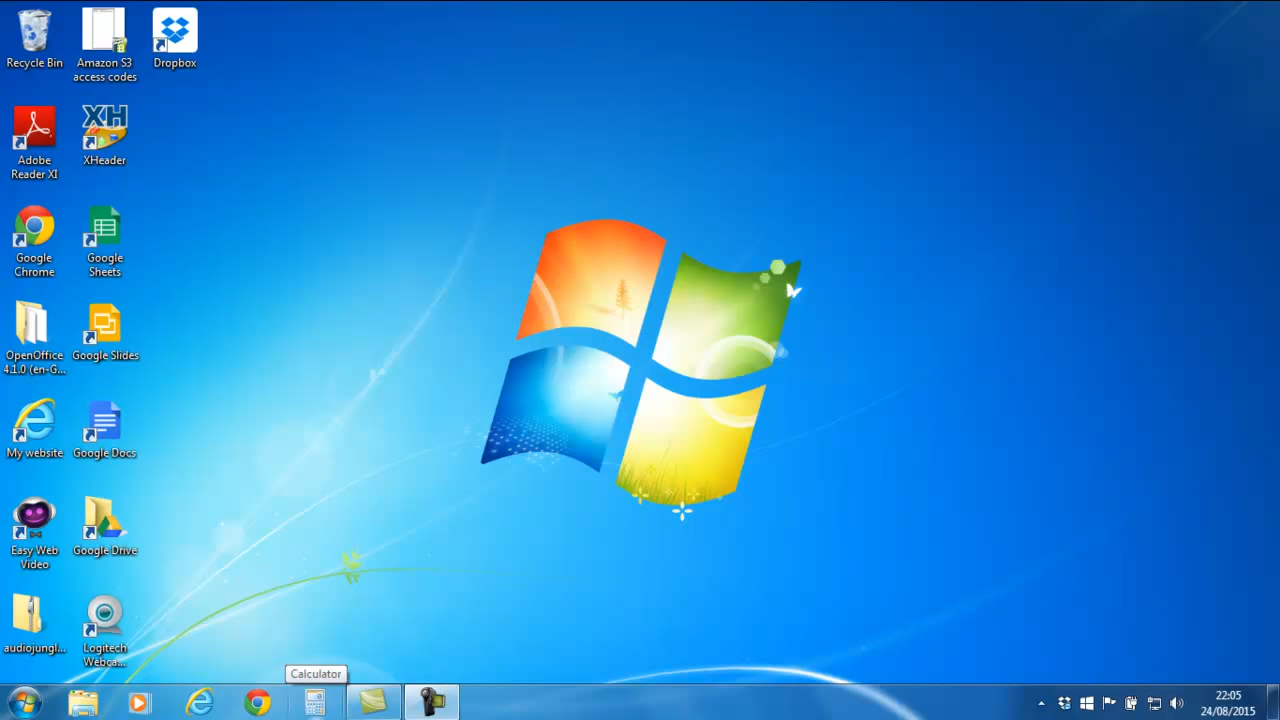 Recycle Bin
Amazon S3
access codes
Dropbox
Adobe
Reader XI
XHeader
Google
Chrome
Google
Sheets
OpenOffice
4.1.0 (en-G...
Google Slides
My website
Google Docs
Easy Web
Video
Google Drive
audiojungl...
Logitech
Webca...
Calculator
22:05
24/08/2015